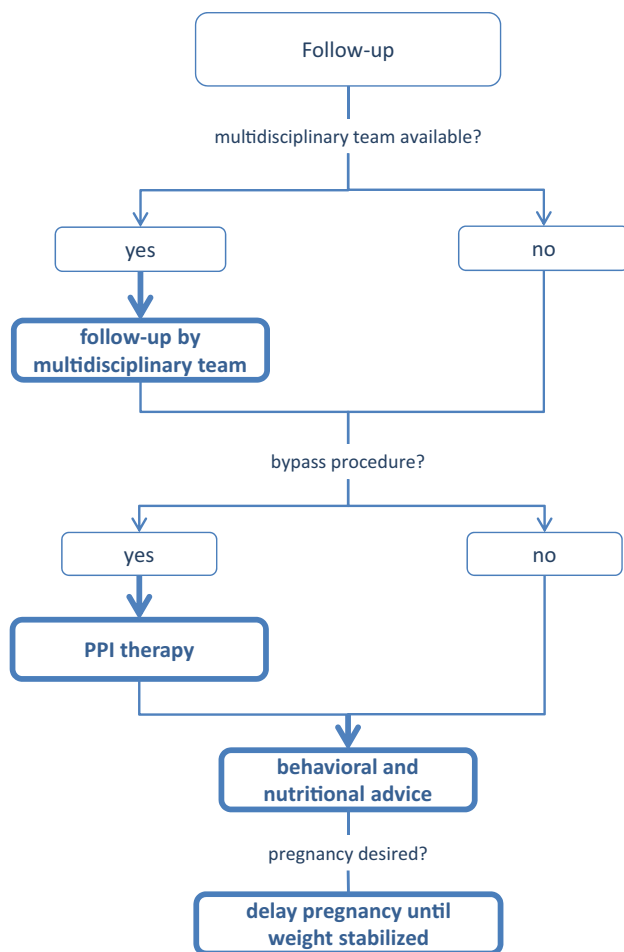 Follow-up
multidisciplinary team available?
yes
no
follow-up by
multidisciplinary team
bypass procedure?
yes
no
PPI therapy
behavioral and
nutritional advice
pregnancy desired?
delay pregnancy until
weight stabilized